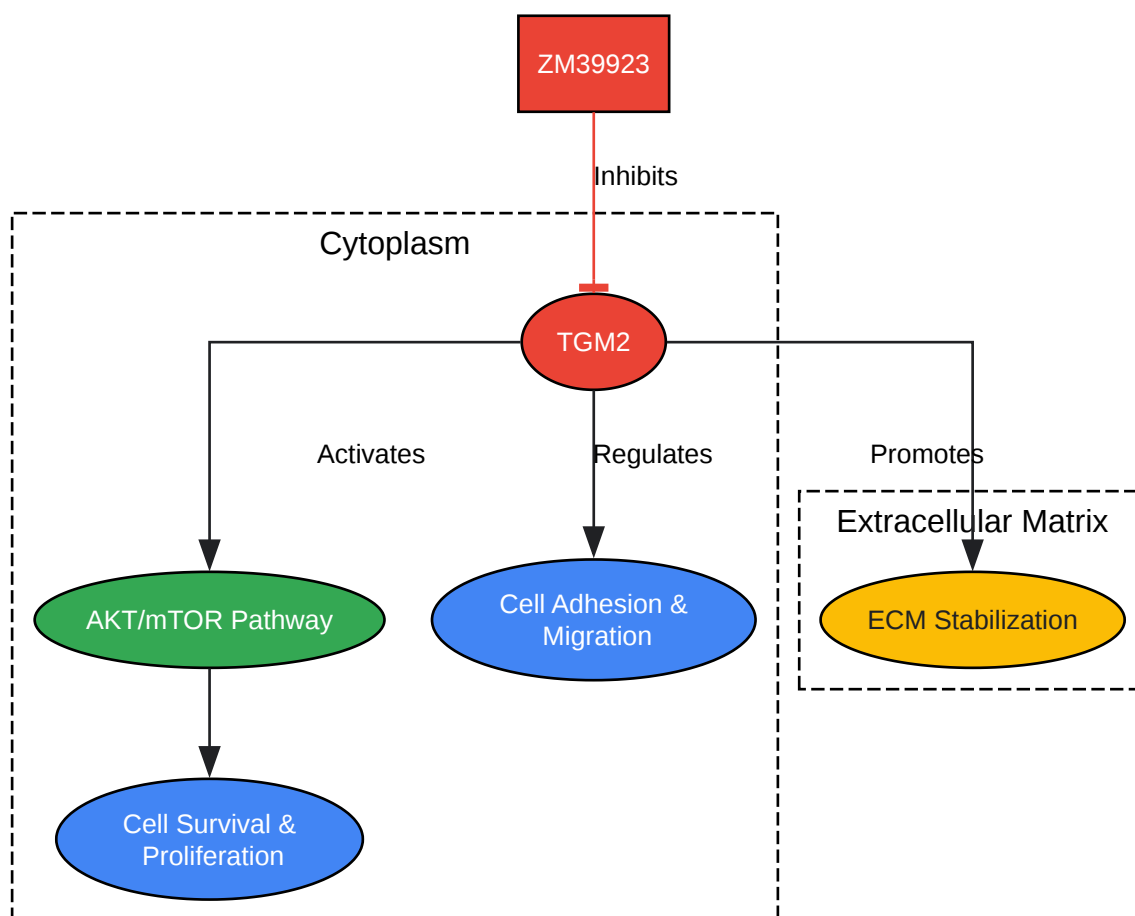 ZM39923
Inhibits
Cytoplasm
TGM2
Activates
Regulates
Promotes
Extracellular Matrix
AKT/mTOR Pathway
Cell Adhesion &
Migration
ECM Stabilization
Cell Survival &
Proliferation